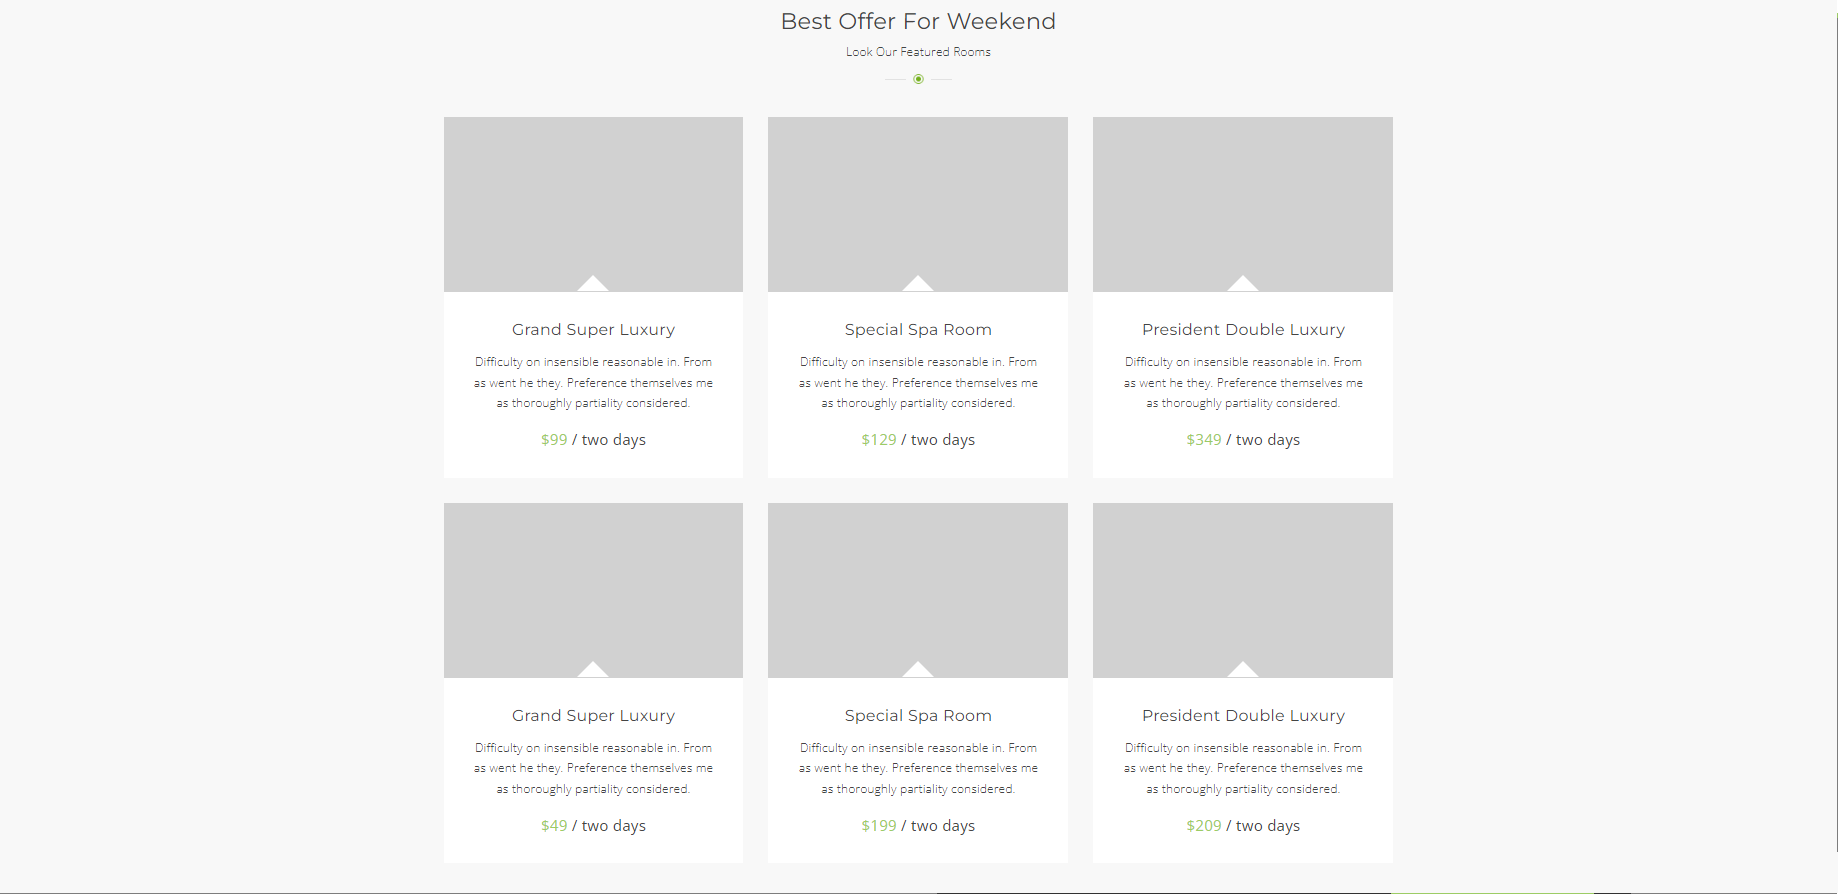 Best Offer For Weekend
Look Our Featured Rooms
Grand Super Luxury
Difficulty on insensible reasonable in. From
as went he they. Preference themselves me
as thoroughly partiality considered.
$99 / two days
Special Spa Room
Difficulty on insensible reasonable in. From
as went he they. Preference themselves me
as thoroughly partiality considered.
$129 / two days
President Double Luxury
Difficulty on insensible reasonable in. From
as went he they. Preference themselves me
as thoroughly partiality considered.
$349 / two days
Grand Super Luxury
Difficulty on insensible reasonable in. From
as went he they. Preference themselves me
as thoroughly partiality considered.
$49 / two days
Special Spa Room
Difficulty on insensible reasonable in. From
as went he they. Preference themselves me
as thoroughly partiality considered.
$199 / two days
President Double Luxury
Difficulty on insensible reasonable in. From
as went he they. Preference themselves me
as thoroughly partiality considered.
$209 / two days